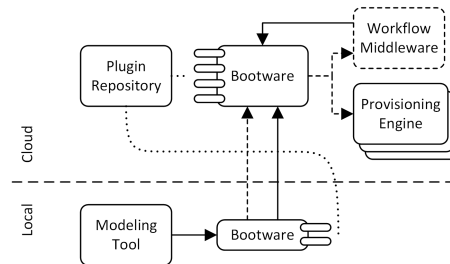 Workflow
Middleware
Plugin
Repository
Bootware
Provisioning
Engine
Cloud
Local
Modeling
Tool
Bootware